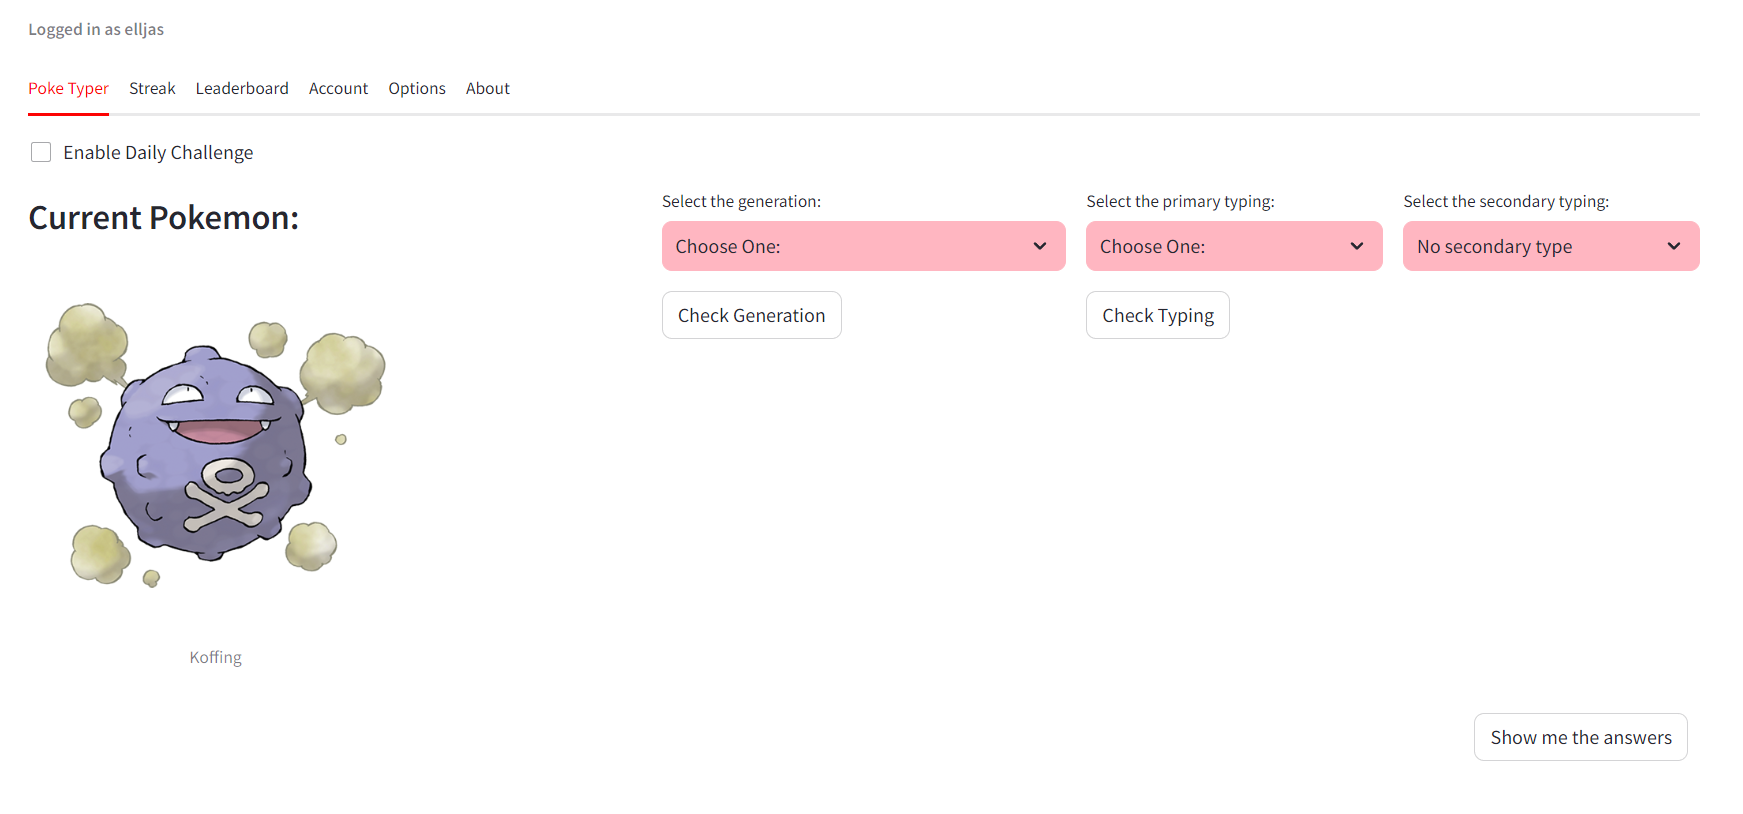 Logged in as elljas
Poke Typer Streak Leaderboard Account Options About
Enable Daily Challenge
Current Pokemon:
Select the generation:
Choose One:
Check Generation
Select the primary typing:
Choose One:
Check Typing
Select the secondary typing:
No secondary type
Koffing
Show me the answers